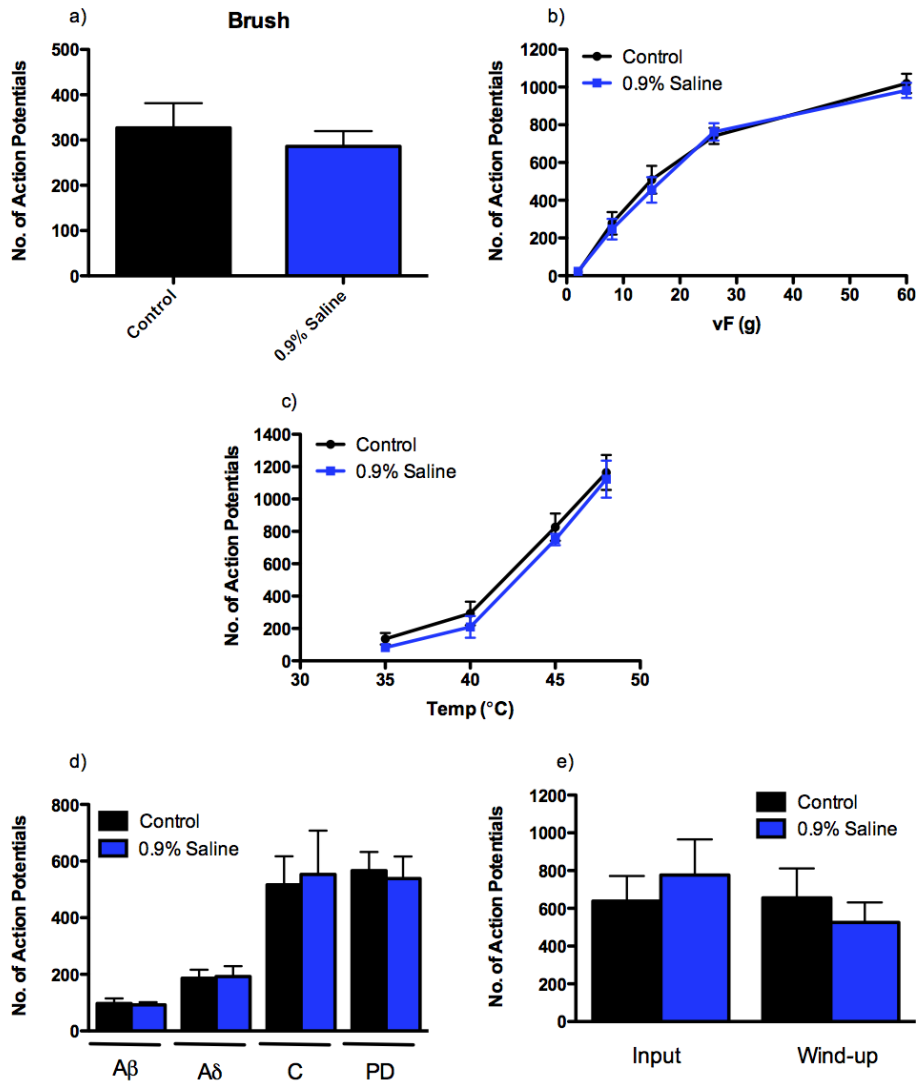 a)
Brush
No. of Action Potentials
500
400
300
200
100
0
Control
0.9% Saline
b)
No. of Action Potentials
1200
1000
800
600
400
200
0
Control
0.9% Saline
0 10 20 30 40 50 60
vF (g)
c)
No. of Action Potentials
1400
1200
1000
800
600
400
200
0
Control
0.9% Saline
30 35 40 45 50
Temp (°C)
d)
No. of Action Potentials
800
600
400
200
0
Control
0.9% Saline
Aβ Aδ C PD
e)
No. of Action Potentials
1200
1000
800
600
400
200
0
Control
0.9% Saline
Input Wind-up